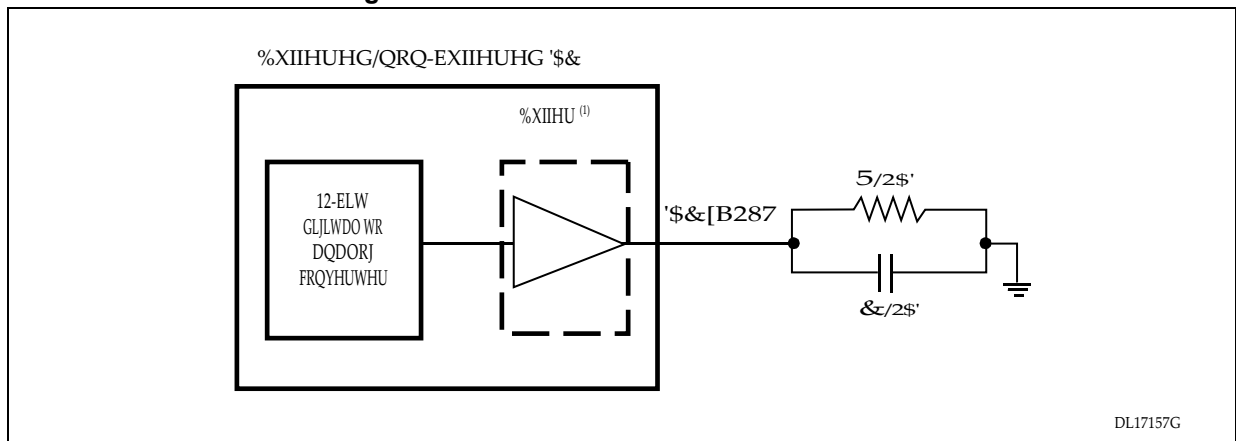 %XIIHUHG/QRQ-EXIIHUHG '$&
%XIIHU (1)
12-ELW
GLJLWDO WR
DQDORJ
FRQYHUWHU
'$&[B287
5/2$'
&/2$'
DL17157G